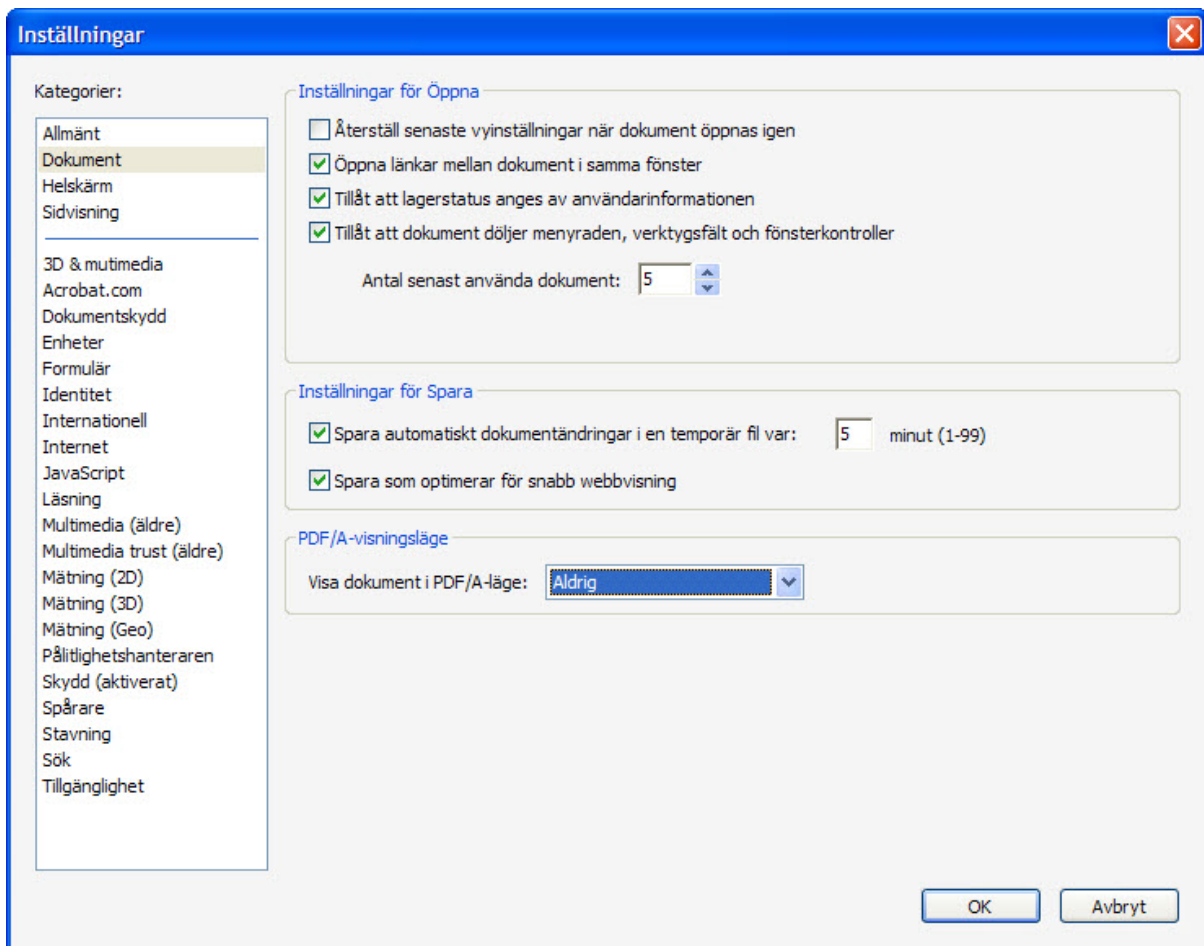 Inställningar
Kategorier:
Allmänt
Dokument
Helskärm
Sidvisning
3D & mutimedia
Acrobat.com
Dokumentskydd
Enheter
Formulär
Identitet
Internationell
Internet
JavaScript
Läsning
Multimedia (äldre)
Multimedia trust (äldre)
Mätning (2D)
Mätning (3D)
Mätning (Geo)
Pålitlighetshanteraren
Skydd (aktiverat)
Spårare
Stavning
Sök
Tillgänglighet
Inställningar för Öppna
Återställ senaste vyinställningar när dokument öppnas igen
Öppna länkar mellan dokument i samma fönster
Tillåt att lagerstatus anges av användarinformationen
Tillåt att dokument döljer menyraden, verktygsfält och fönsterkontroller
Antal senast använda dokument: 5
Inställningar för Spara
Spara automatiskt dokumentändringar i en temporär fil var: 5 minut (1-99)
Spara som optimerar för snabb webbvisning
PDF/A-visningsläge
Visa dokument i PDF/A-läge: Aldrig
OK Avbryt